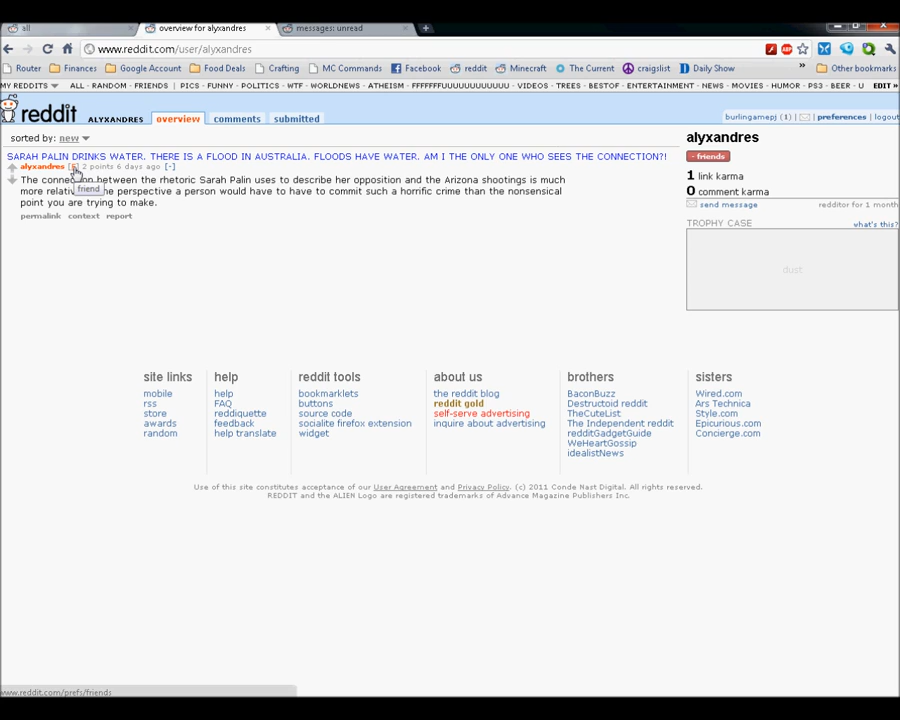 all
overview for alyxandres
messages: unread
www.reddit.com/user/alyxandres
Router Finances Google Account Food Deals Crafting MC Commands Facebook reddit Minecraft The Current craigslist Daily Show » Other bookmarks
MY REDDITS ALL - RANDOM - FRIENDS | PICS - FUNNY - POLITICS - WTF - WORLDNEWS - ATHEISM - FFFFFFFUUUUUUUUUUUU - VIDEOS - TREES - BESTOF - ENTERTAINMENT - NEWS - MOVIES - HUMOR - PS3 - BEER - U EDIT »
reddit ALYXANDRES overview comments submitted
burlingamepj (1) | preferences | logout
sorted by: new
SARAH PALIN DRINKS WATER. THERE IS A FLOOD IN AUSTRALIA. FLOODS HAVE WATER. AM I THE ONLY ONE WHO SEES THE CONNECTION?!
alyxandres 2 points 6 days ago [-]
friend
The connection between the rhetoric Sarah Palin uses to describe her opposition and the Arizona shootings is much
more the perspective a person would have to have to commit such a horrific crime than the nonsensical
point you are trying to make.
permalink context report
alyxandres
- friends
1 link karma
0 comment karma
send message redditor for 1 month
TROPHY CASE what's this?
dust
site links
mobile
rss
store
awards
random
help
help
FAQ
reddiquette
feedback
help translate
reddit tools
bookmarklets
buttons
source code
socialite firefox extension
widget
about us
the reddit blog
reddit gold
self-serve advertising
inquire about advertising
brothers
BaconBuzz
Destructoid reddit
TheCuteList
The Independent reddit
redditGadgetGuide
WeHeartGossip
idealistNews
sisters
Wired.com
Ars Technica
Style.com
Epicurious.com
Concierge.com
Use of this site constitutes acceptance of our User Agreement and Privacy Policy. (c) 2011 Conde Nast Digital. All rights reserved.
REDDIT and the ALIEN Logo are registered trademarks of Advance Magazine Publishers Inc.
www.reddit.com/prefs/friends